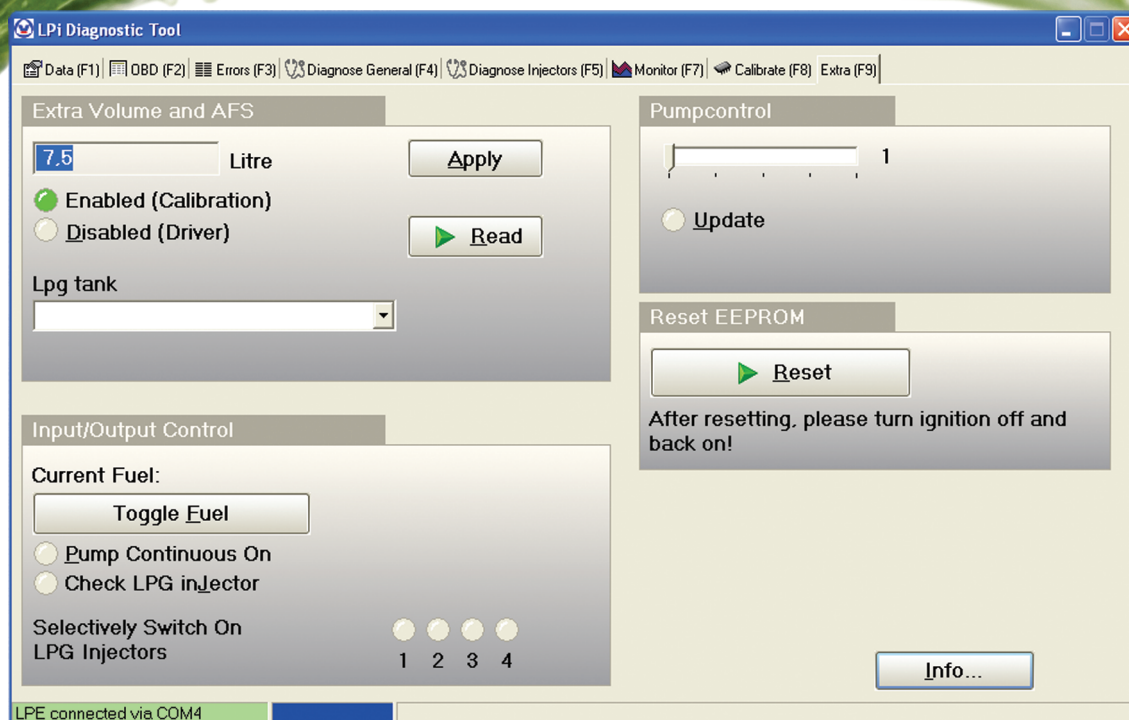 LPi Diagnostic Tool
Data (F1) OBD (F2) Errors (F3) Diagnose General (F4) Diagnose Injectors (F5) Monitor (F7) Calibrate (F8) Extra (F9)
Extra Volume and AFS
7,5 Litre
Apply
Enabled (Calibration)
Disabled (Driver)
Read
Lpg tank
Input/Output Control
Current Fuel:
Toggle Fuel
Pump Continuous On
Check LPG inJector
Selectively Switch On
LPG Injectors
1 2 3 4
Pumpcontrol
1
Update
Reset EEPROM
Reset
After resetting, please turn ignition off and
back on!
Info...
LPE connected via COM4